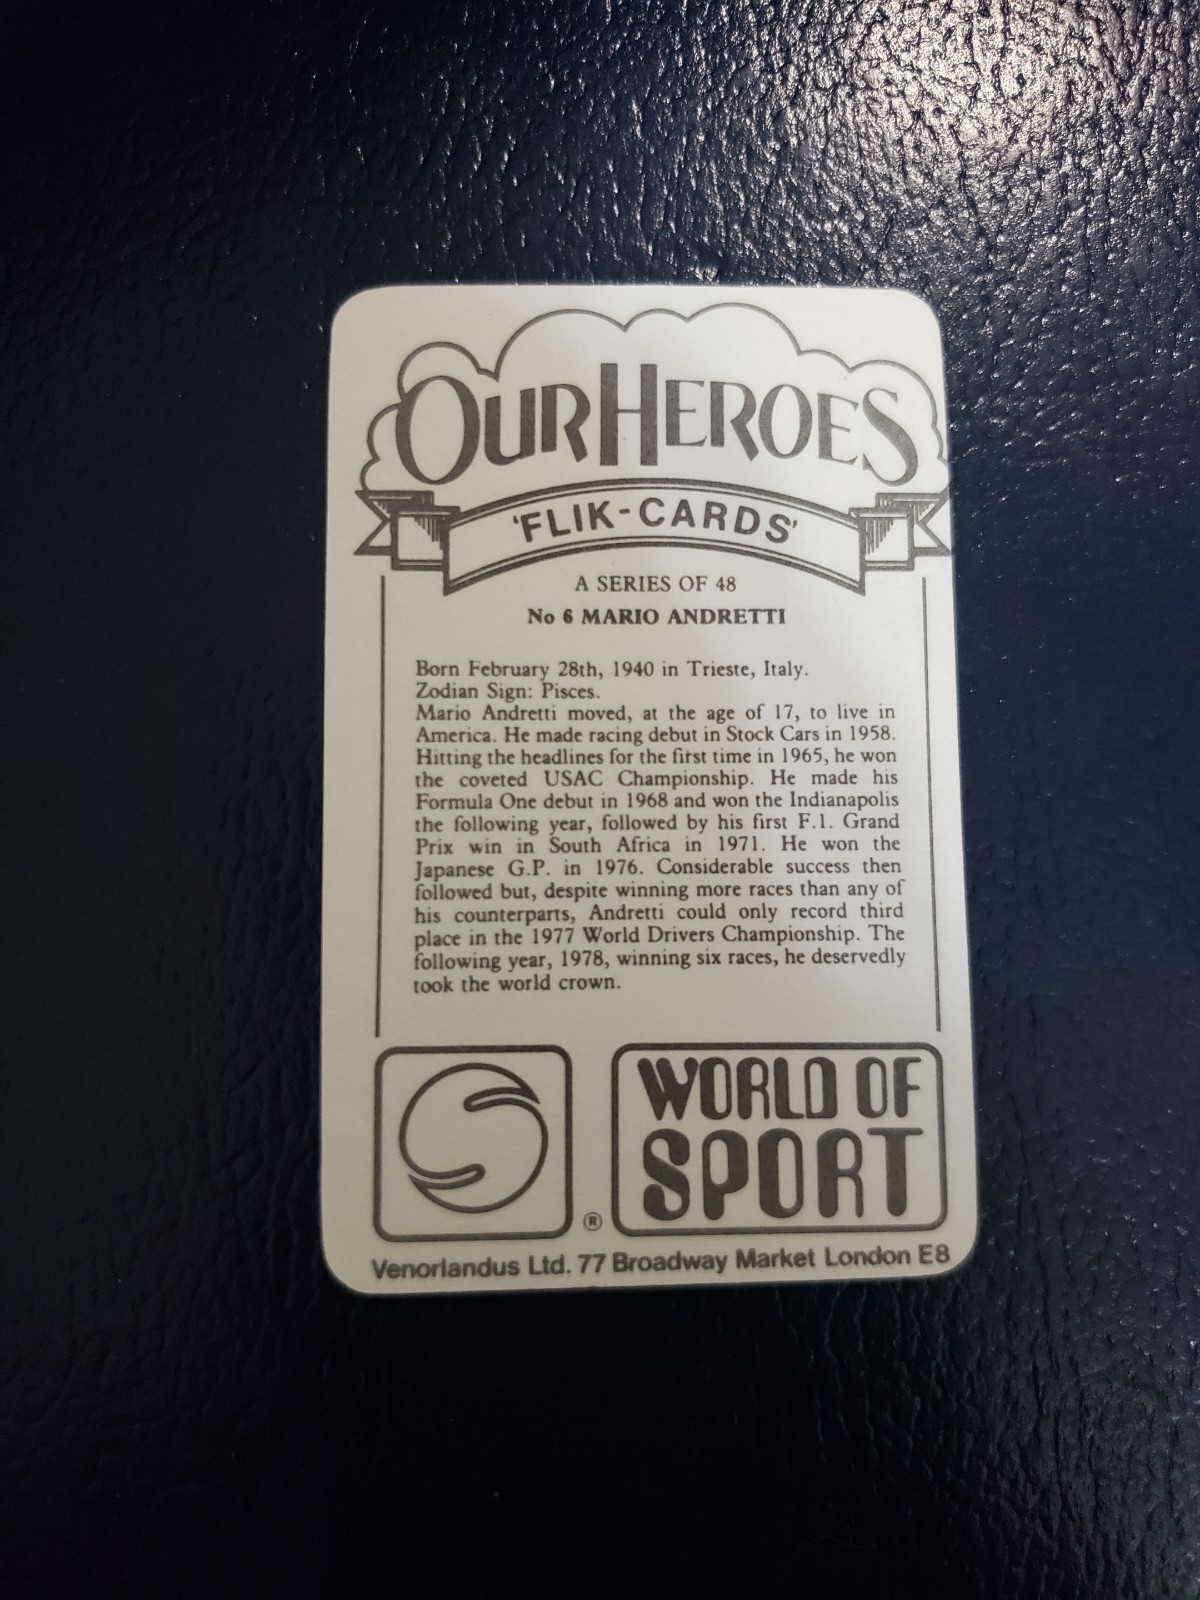 OUR HEROES
'FLIK-CARDS'
A SERIES OF 48
No 6 MARIO ANDRETTI
Born February 28th, 1940 in Trieste, Italy.
Zodian Sign: Pisces.
Mario Andretti moved, at the age of 17, to live in
America. He made racing debut in Stock Cars in 1958.
Hitting the headlines for the first time in 1965, he won
the coveted USAC Championship. He made his
Formula One debut in 1968 and won the Indianapolis
the following year, followed by his first F.1. Grand
Prix win in South Africa in 1971. He won the
Japanese G.P. in 1976. Considerable success then
followed but, despite winning more races than any of
his counterparts, Andretti could only record third
place in the 1977 World Drivers Championship. The
following year, 1978, winning six races, he deservedly
took the world crown.
WORLD OF
SPORT
®
Venorlandus Ltd. 77 Broadway Market London E8